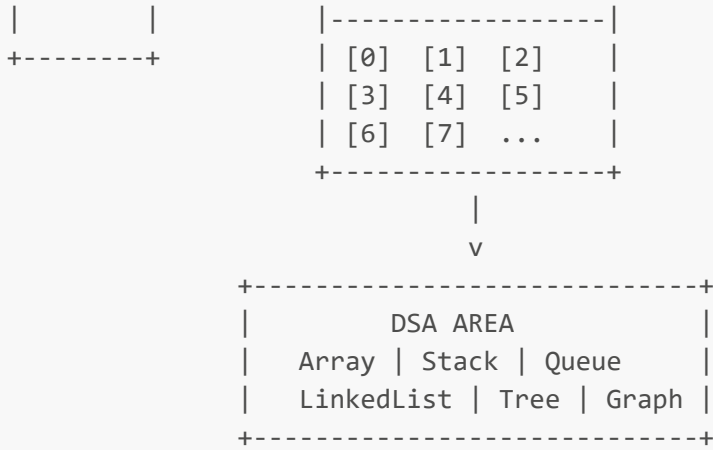 |        |          |------------------|
+--------+          | [0]  [1]  [2]    |
                    | [3]  [4]  [5]    |
                    | [6]  [7]  ...    |
                    +------------------+
                              |
                              v
               +-----------------------------+
               |         DSA AREA            |
               |   Array | Stack | Queue     |
               |   LinkedList | Tree | Graph |
               +-----------------------------+